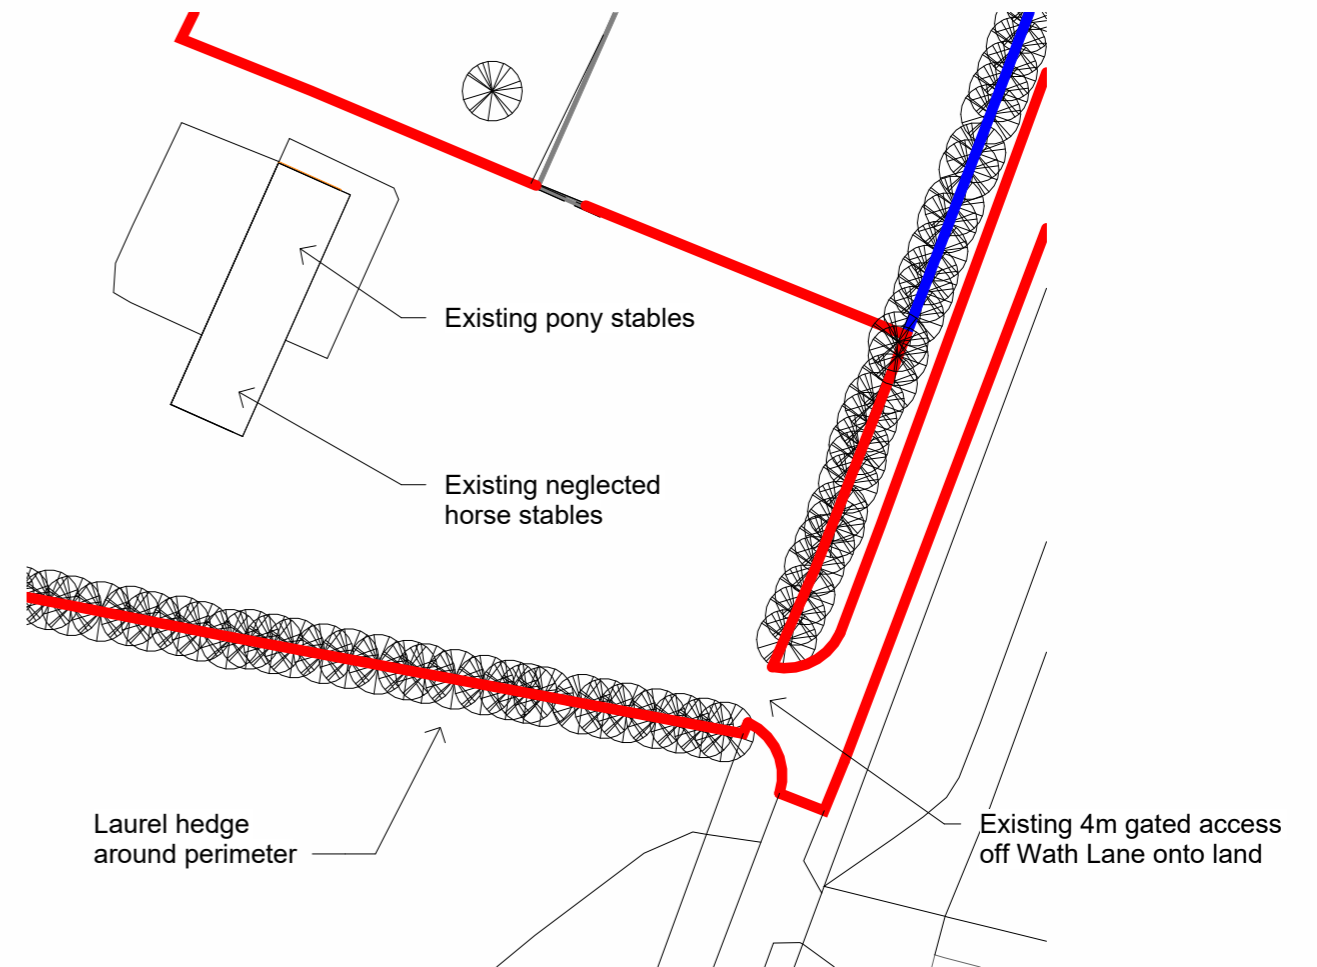 Existing pony stables
Existing neglected
horse stables
Laurel hedge
around perimeter
Existing 4m gated access
off Wath Lane onto land